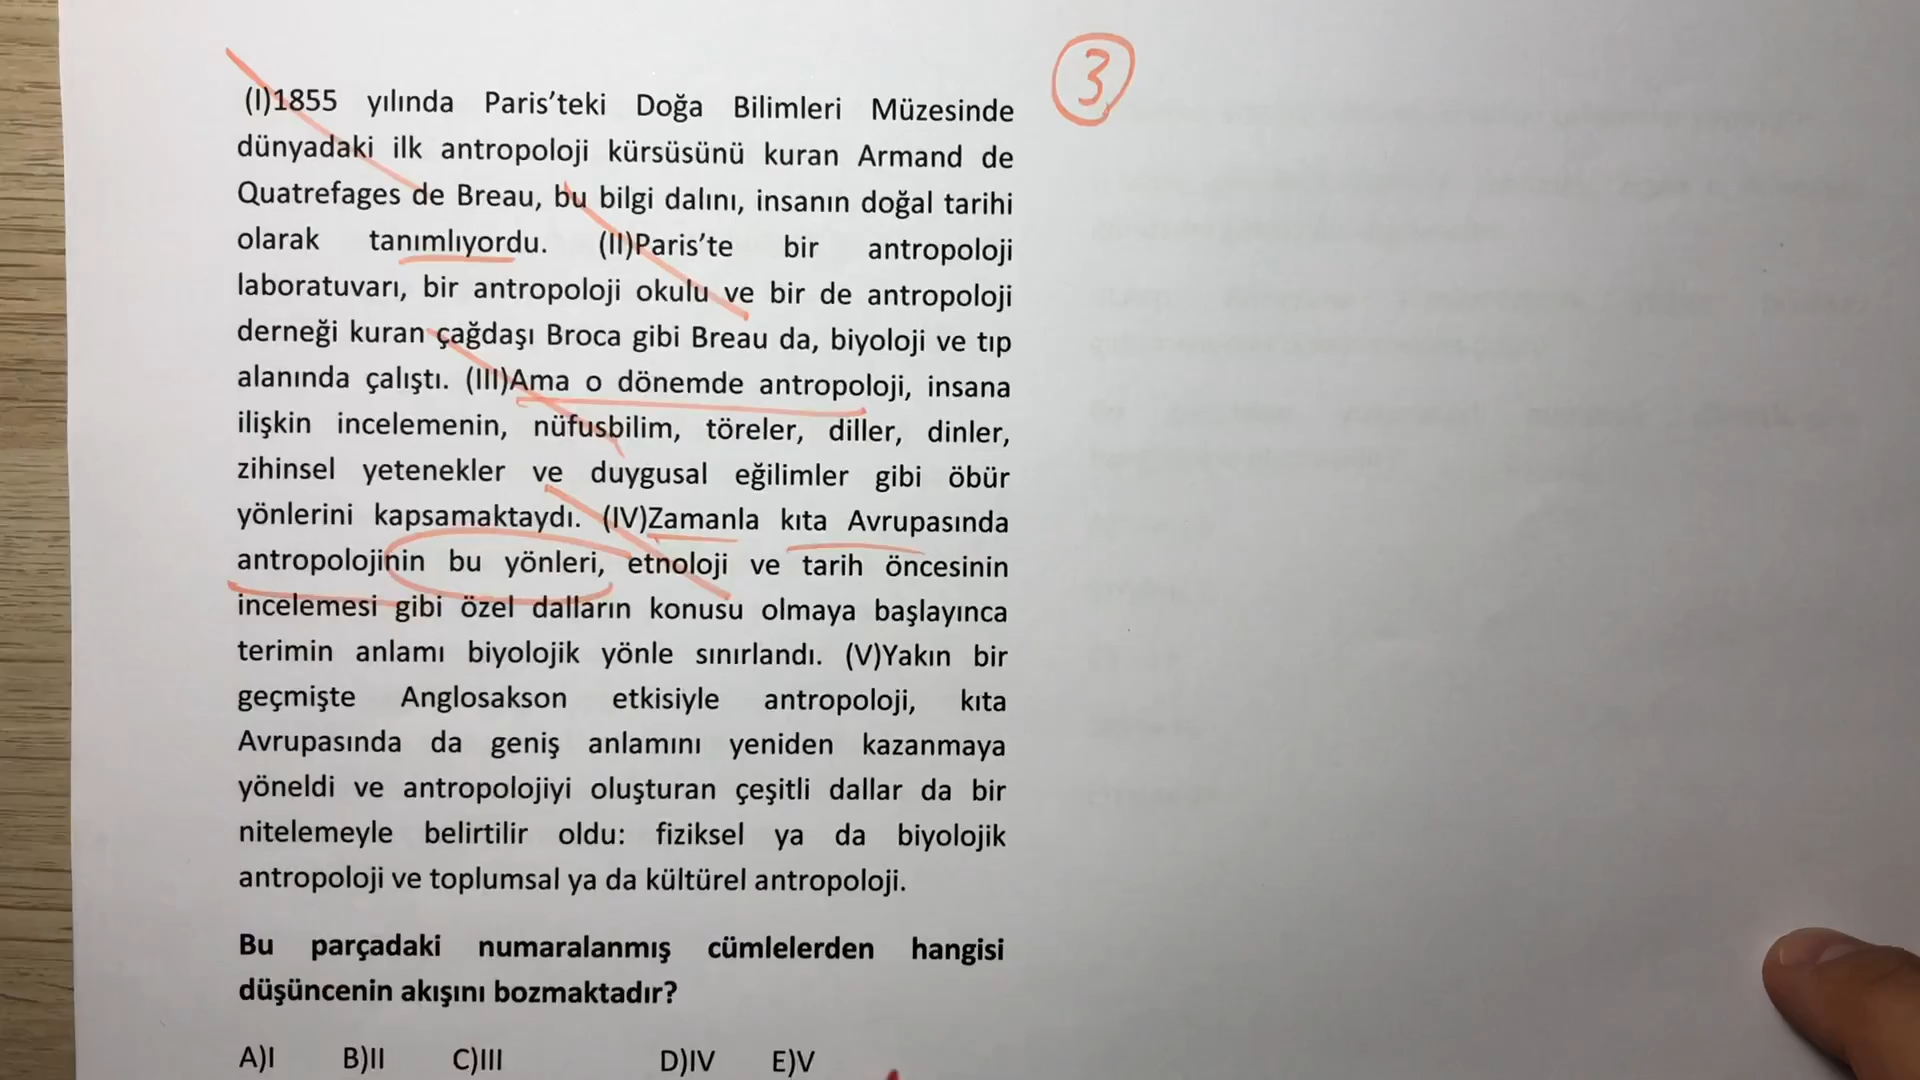 3
(I)1855 yılında Paris'teki Doğa Bilimleri Müzesinde
dünyadaki ilk antropoloji kürsüsünü kuran Armand de
Quatrefages de Breau, bu bilgi dalını, insanın doğal tarihi
olarak tanımlıyordu. (II)Paris'te bir antropoloji
laboratuvarı, bir antropoloji okulu ve bir de antropoloji
derneği kuran çağdaşı Broca gibi Breau da, biyoloji ve tıp
alanında çalıştı. (III)Ama o dönemde antropoloji, insana
ilişkin incelemenin, nüfusbilim, töreler, diller, dinler,
zihinsel yetenekler ve duygusal eğilimler gibi öbür
yönlerini kapsamaktaydı. (IV)Zamanla kıta Avrupasında
antropolojinin bu yönleri, etnoloji ve tarih öncesinin
incelemesi gibi özel dalların konusu olmaya başlayınca
terimin anlamı biyolojik yönle sınırlandı. (V)Yakın bir
geçmişte Anglosakson etkisiyle antropoloji, kıta
Avrupasında da geniş anlamını yeniden kazanmaya
yöneldi ve antropolojiyi oluşturan çeşitli dallar da bir
nitelemeyle belirtilir oldu: fiziksel ya da biyolojik
antropoloji ve toplumsal ya da kültürel antropoloji.
Bu parçadaki numaralanmış cümlelerden hangisi
düşüncenin akışını bozmaktadır?
A)I B)II C)III D)IV E)V